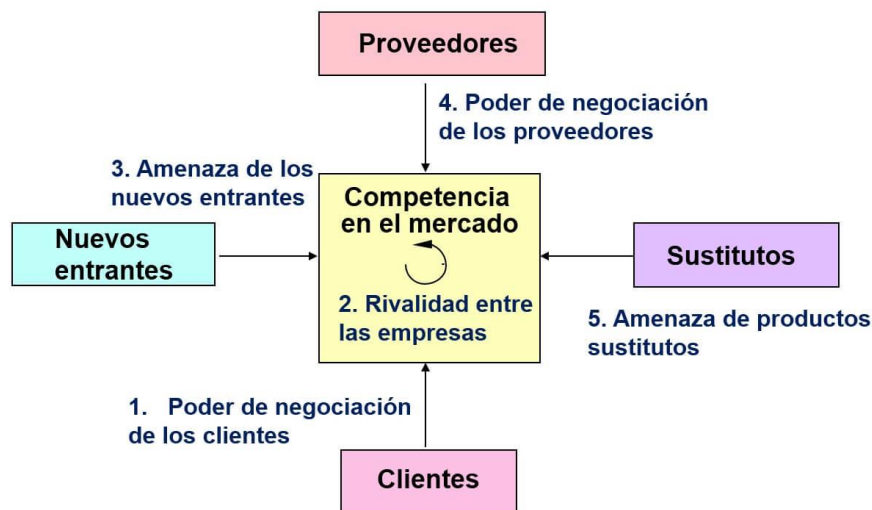 Proveedores
4. Poder de negociación
de los proveedores
3. Amenaza de los
nuevos entrantes
Competencia
en el mercado
Nuevos
entrantes
Sustitutos
2. Rivalidad entre
las empresas
5. Amenaza de productos
sustitutos
1. Poder de negociación
de los clientes
Clientes